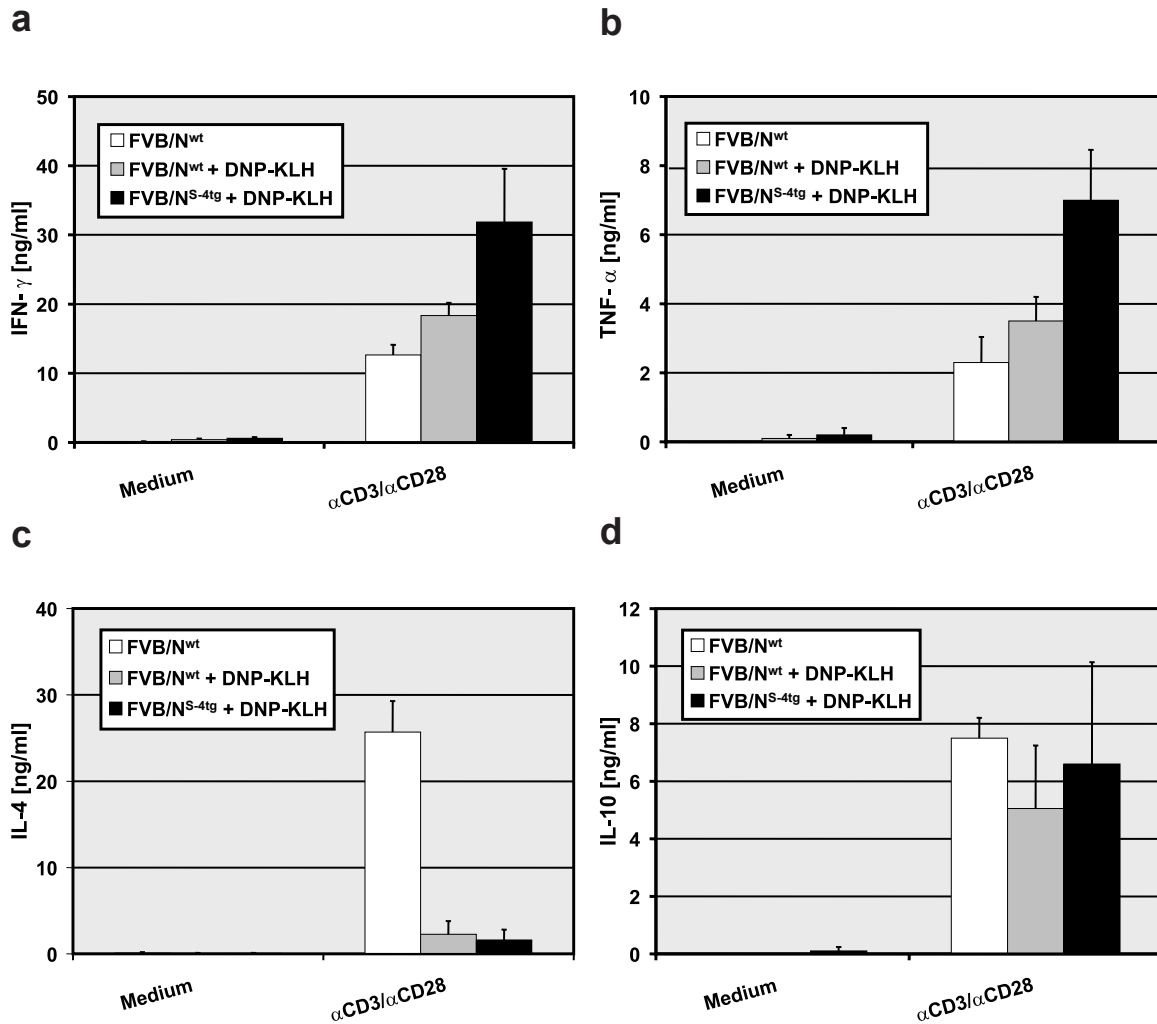 a
IFN- γ [ng/ml]
50
40
30
20
10
0
FVB/Nwt
FVB/Nwt + DNP-KLH
FVB/NS-4tg + DNP-KLH
Medium
αCD3/αCD28
b
TNF- α [ng/ml]
10
8
6
4
2
0
FVB/Nwt
FVB/Nwt + DNP-KLH
FVB/NS-4tg + DNP-KLH
Medium
αCD3/αCD28
c
IL-4 [ng/ml]
40
30
20
10
0
FVB/Nwt
FVB/Nwt + DNP-KLH
FVB/NS-4tg + DNP-KLH
Medium
αCD3/αCD28
d
IL-10 [ng/ml]
12
10
8
6
4
2
0
FVB/Nwt
FVB/Nwt + DNP-KLH
FVB/NS-4tg + DNP-KLH
Medium
αCD3/αCD28